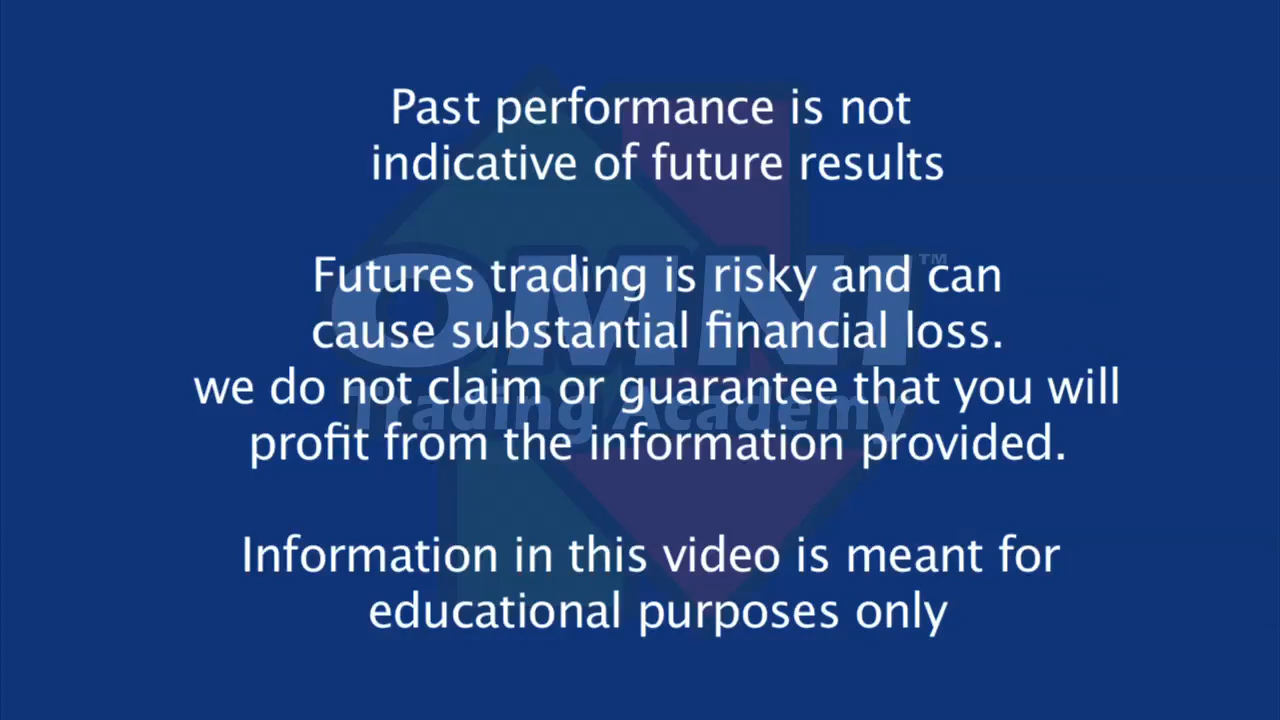 Past performance is not
indicative of future results
Futures trading is risky and can
cause substantial financial loss.
we do not claim or guarantee that you will
profit from the information provided.
Information in this video is meant for
educational purposes only
OMNI™
Trading Academy